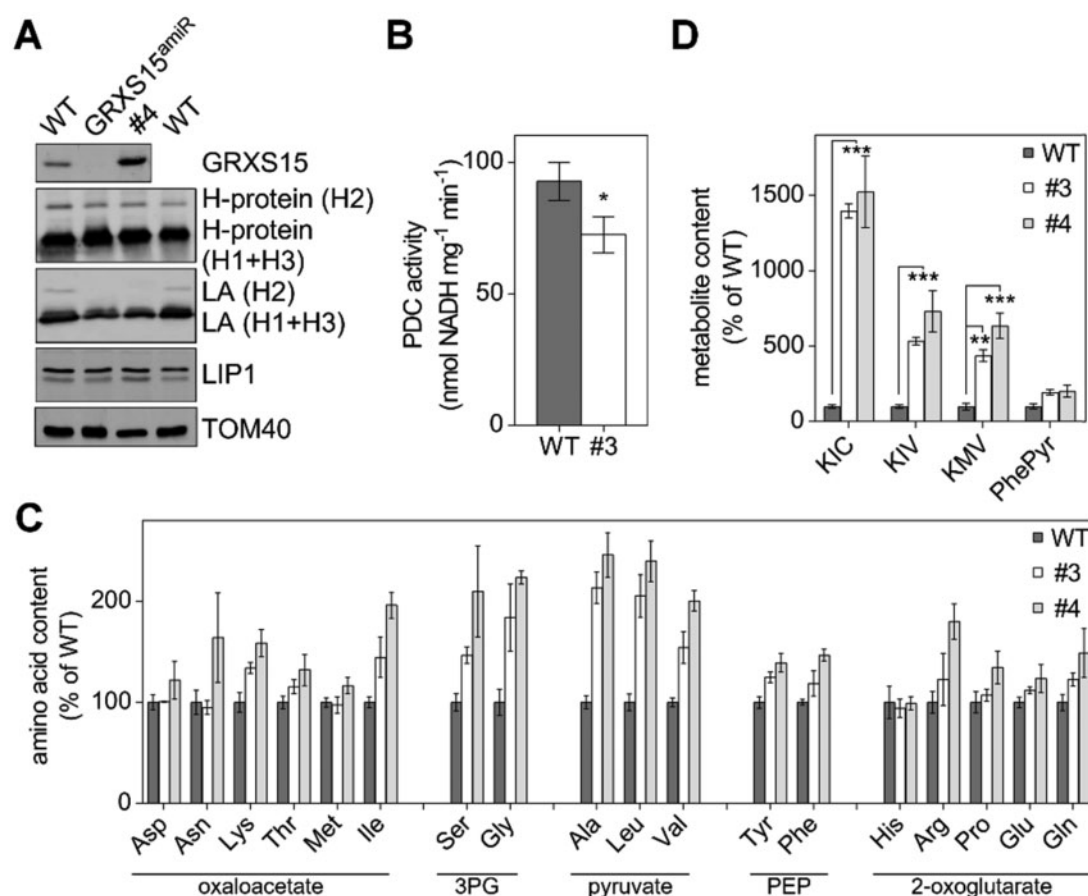 A
WT
GRXS15amiR
#4
WT
GRXS15
H-protein (H2)
H-protein
(H1+H3)
LA (H2)
LA (H1+H3)
LIP1
TOM40
B
PDC activity
(nmol NADH mg-1 min-1)
100
50
0
*
WT #3
D
metabolite content
(% of WT)
1500
1000
500
0
***
***
**
***
WT
#3
#4
KIC KIV KMV PhePyr
C
amino acid content
(% of WT)
200
100
0
WT
#3
#4
Asp Asn Lys Thr Met Ile Ser Gly Ala Leu Val Tyr Phe His Arg Pro Glu Gln
oxaloacetate 3PG pyruvate PEP 2-oxoglutarate